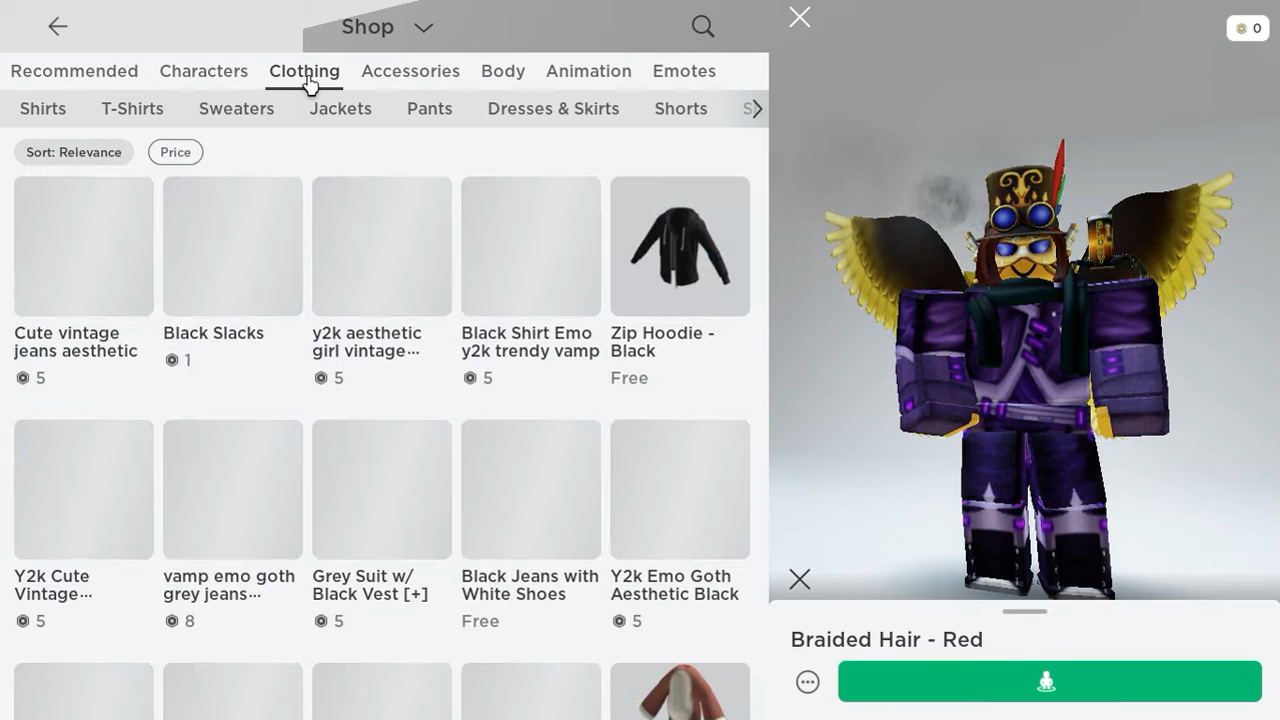 Shop
0
Recommended Characters Clothing Accessories Body Animation Emotes
Shirts T-Shirts Sweaters Jackets Pants Dresses & Skirts Shorts
Sort: Relevance Price
Cute vintage
jeans aesthetic
5
Black Slacks
1
y2k aesthetic
girl vintage...
5
Black Shirt Emo
y2k trendy vamp
5
Zip Hoodie -
Black
Free
Y2k Cute
Vintage...
5
vamp emo goth
grey jeans...
8
Grey Suit w/
Black Vest [+]
5
Black Jeans with
White Shoes
Free
Y2k Emo Goth
Aesthetic Black
5
Braided Hair - Red